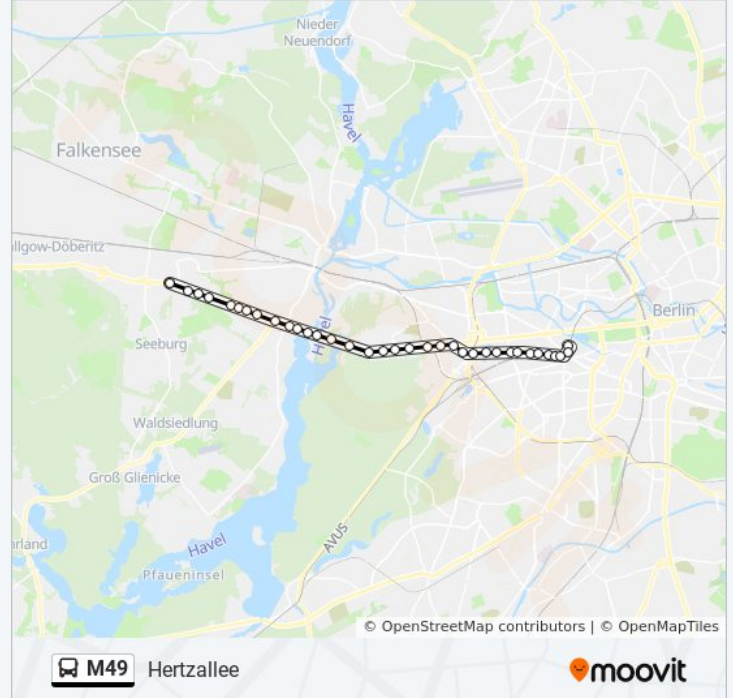 Nieder
Neuendorf
Havel
Falkensee
allgow-Döberitz
Berlin
Havel
Seeburg
Waldsiedlung
Groß Glienicke
rland
Havel
AVUS
Pfaueninsel
© OpenStreetMap contributors | © OpenMapTiles
M49 Hertzallee
moovit